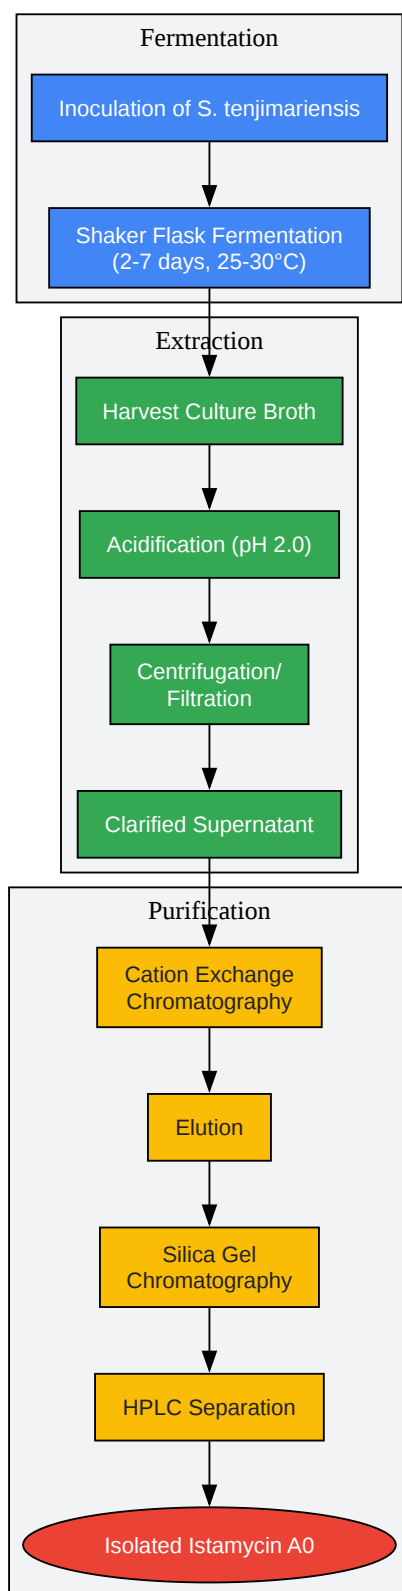 Fermentation
Inoculation of S. tenjimariensis
Shaker Flask Fermentation
(2-7 days, 25-30°C)
Extraction
Harvest Culture Broth
Acidification (pH 2.0)
Centrifugation/
Filtration
Clarified Supernatant
Purification
Cation Exchange
Chromatography
Elution
Silica Gel
Chromatography
HPLC Separation
Isolated Istamycin A0